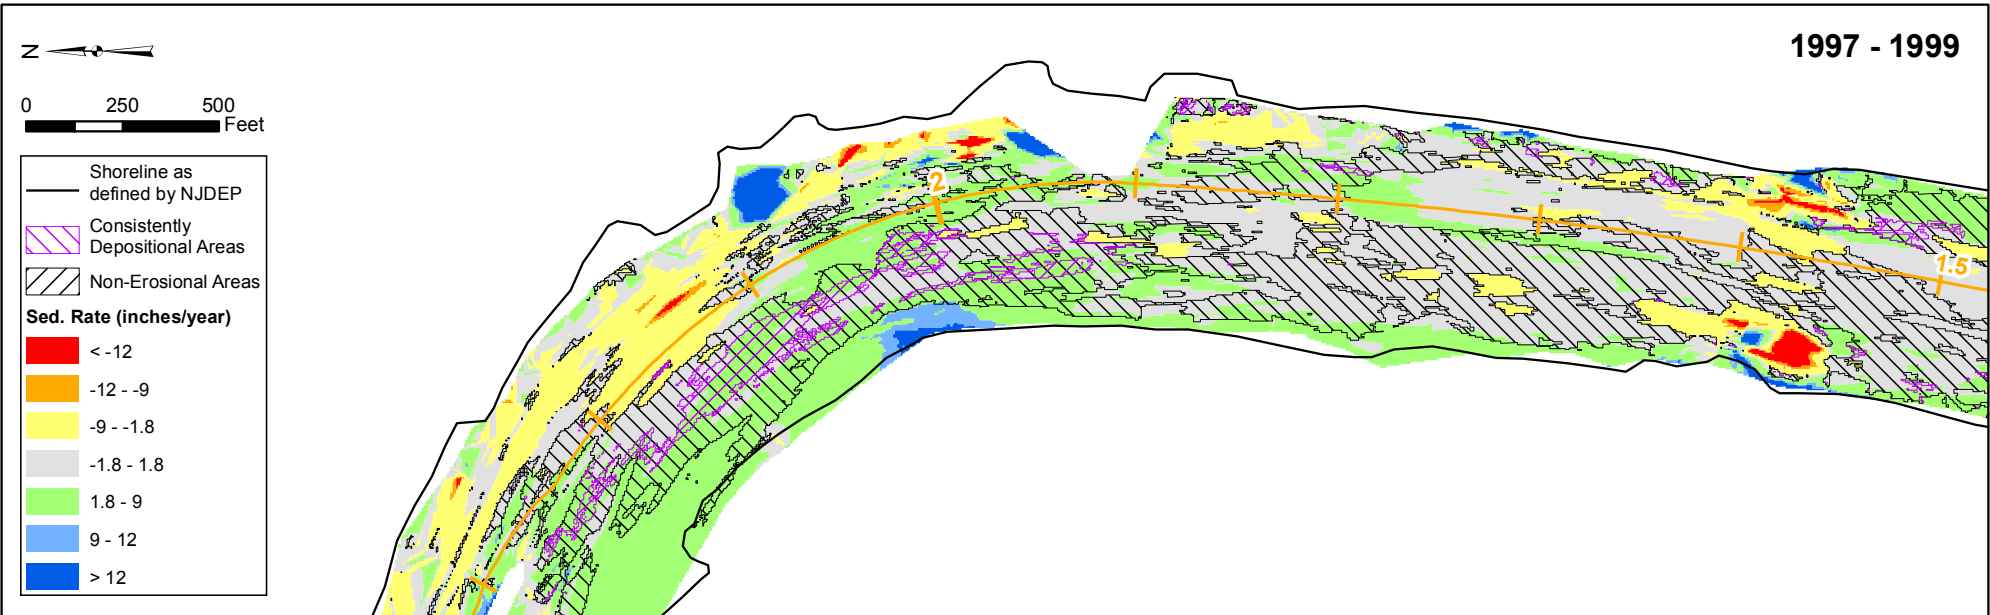 1997 - 1999
N
0 250 500
Feet
Shoreline as
defined by NJDEP
Consistently
Depositional Areas
Non-Erosional Areas
Sed. Rate (inches/year)
< -12
-12 - -9
-9 - -1.8
-1.8 - 1.8
1.8 - 9
9 - 12
> 12
2
1.5